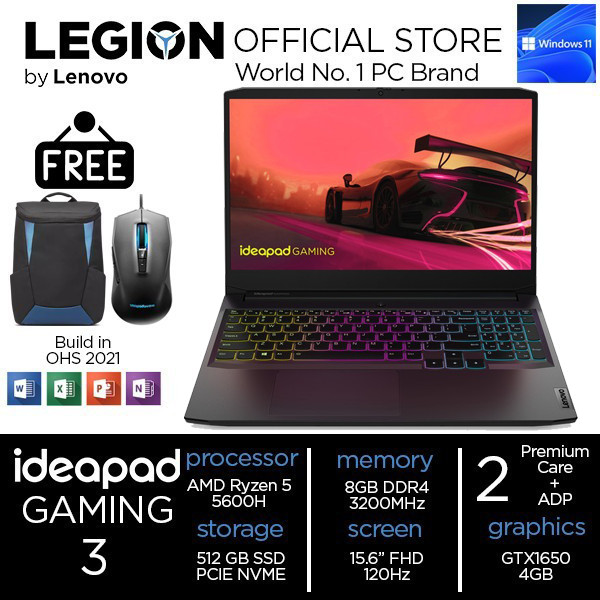 LEGION OFFICIAL STORE
by Lenovo World No. 1 PC Brand
Windows 11
FREE
ideapad GAMING
Build in
OHS 2021
W X P N
Lenovo
ideapad
GAMING
3
processor
AMD Ryzen 5
5600H
storage
512 GB SSD
PCIE NVME
memory
8GB DDR4
3200MHz
screen
15.6” FHD
120Hz
2 Premium
Care
+
ADP
graphics
GTX1650
4GB